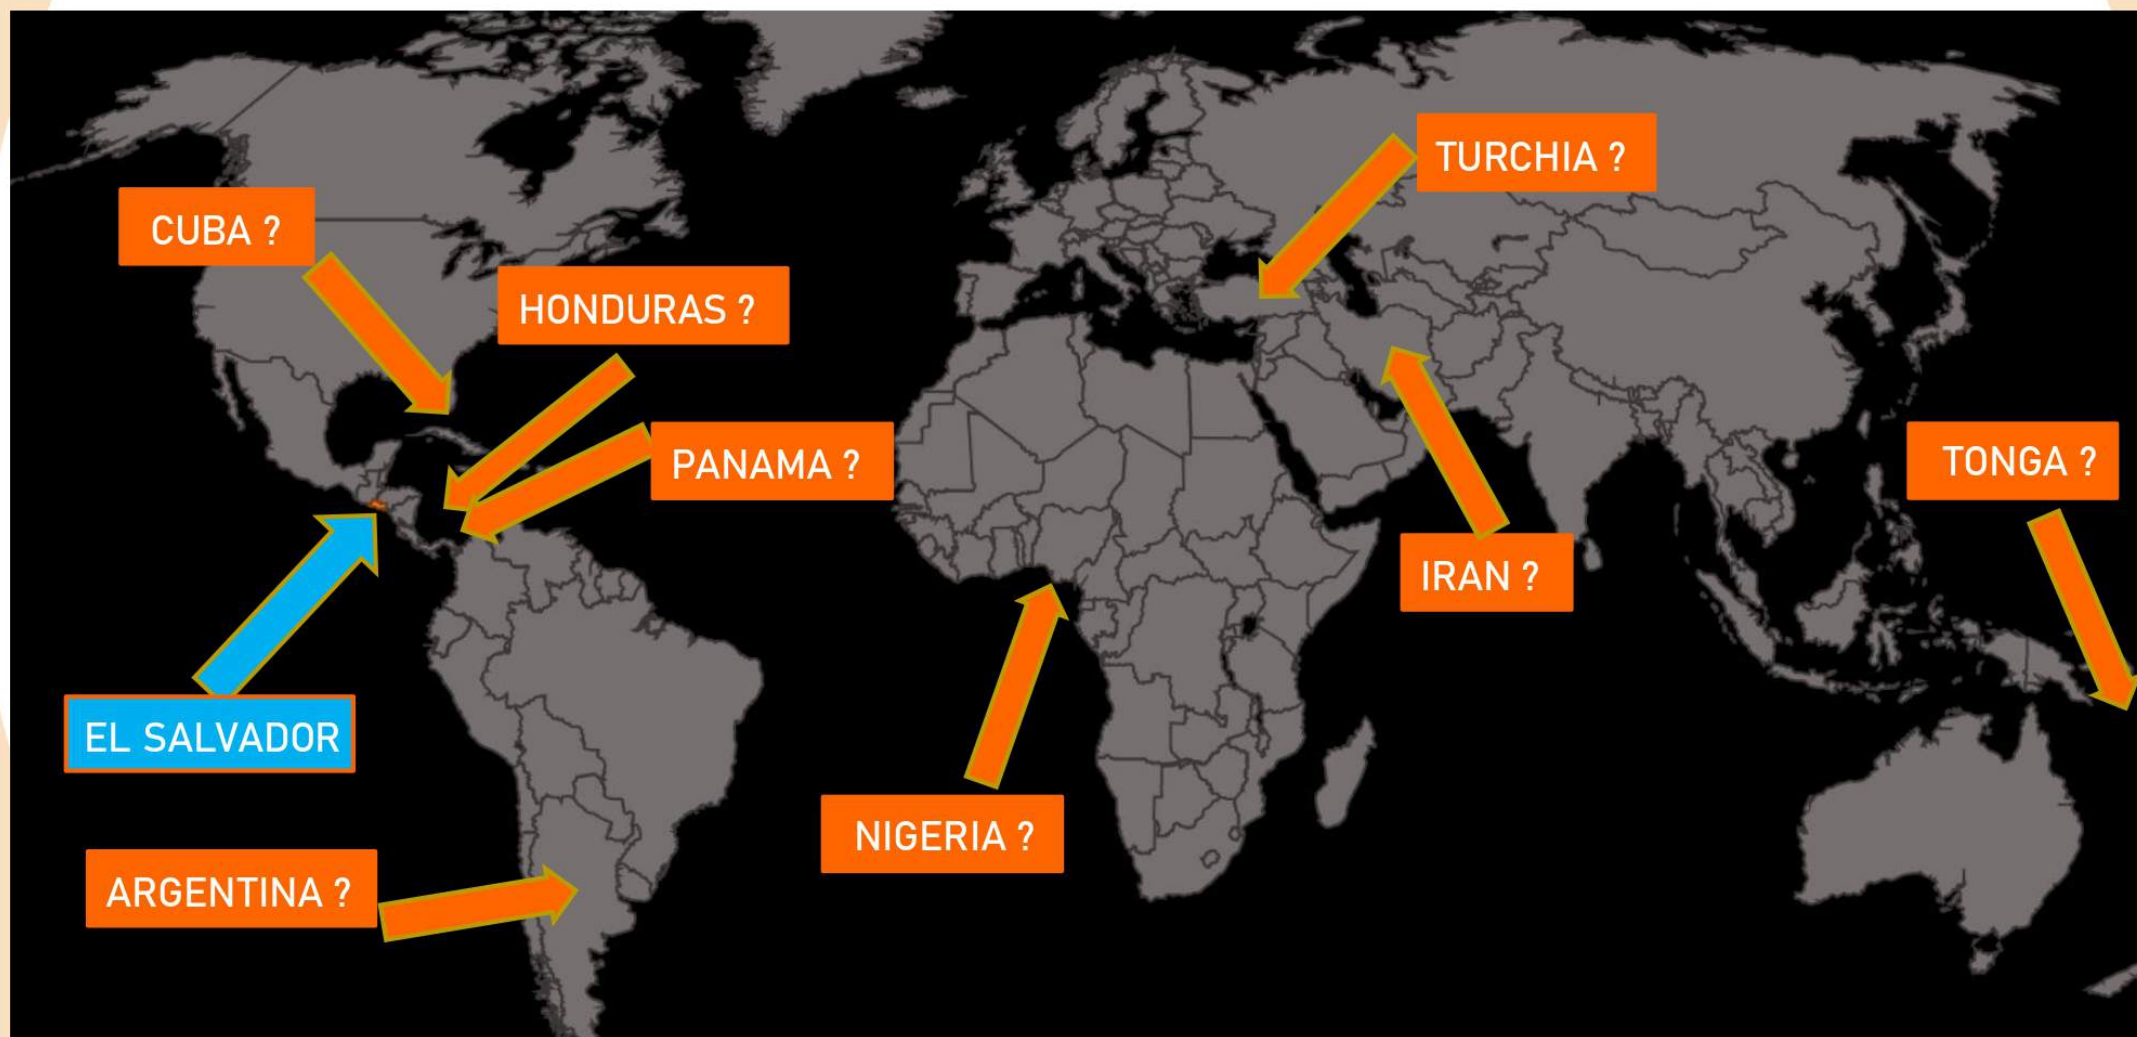 TURCHIA ?
CUBA ?
HONDURAS ?
PANAMA ?
TONGA ?
IRAN ?
EL SALVADOR
NIGERIA ?
ARGENTINA ?